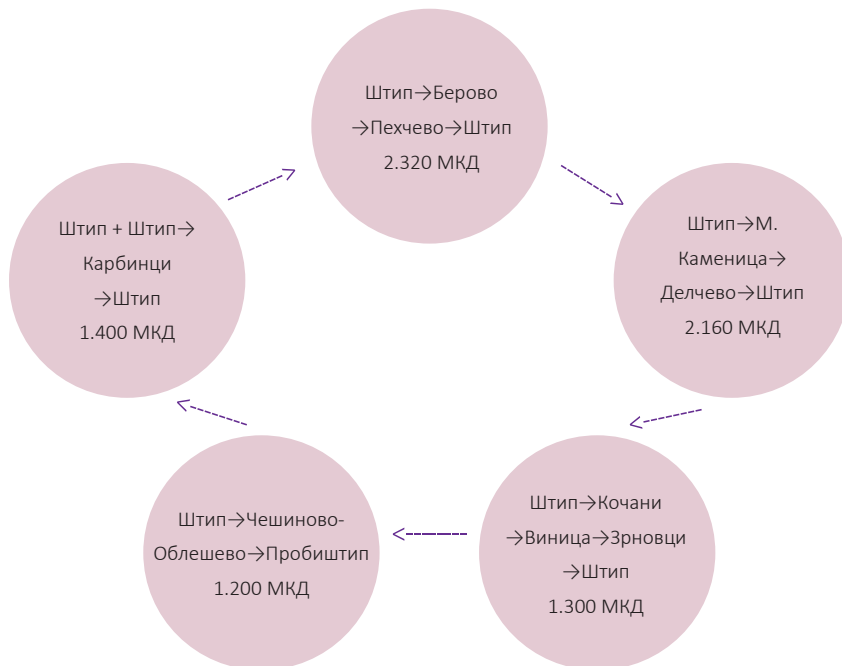 Штип→Берово
→Пехчево→Штип
2.320 МКД
Штип→М.
Каменица→
Делчево→Штип
2.160 МКД
Штип→Кочани
→Виница→Зрновци
→Штип
1.300 МКД
Штип→Чешиново-
Облешево→Пробиштип
1.200 МКД
Штип + Штип→
Карбинци
→Штип
1.400 МКД